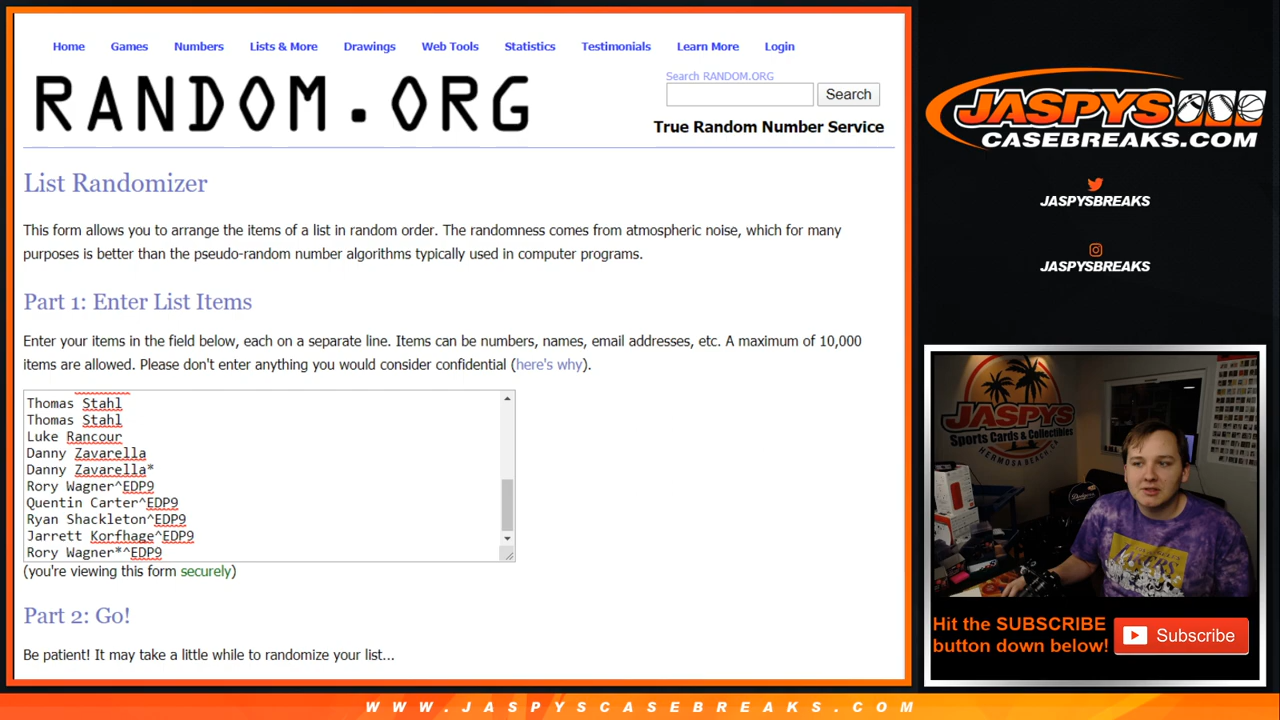 Home Games Numbers Lists & More Drawings Web Tools Statistics Testimonials Learn More Login
RANDOM.ORG
Search RANDOM.ORG
Search
True Random Number Service
List Randomizer
This form allows you to arrange the items of a list in random order. The randomness comes from atmospheric noise, which for many
purposes is better than the pseudo-random number algorithms typically used in computer programs.
Part 1: Enter List Items
Enter your items in the field below, each on a separate line. Items can be numbers, names, email addresses, etc. A maximum of 10,000
items are allowed. Please don't enter anything you would consider confidential (here's why).
Thomas Stahl
Thomas Stahl
Luke Rancour
Danny Zavarella
Danny Zavarella*
Rory Wagner^EDP9
Quentin Carter^EDP9
Ryan Shackleton^EDP9
Jarrett Korfhage^EDP9
Rory Wagner*^EDP9
(you're viewing this form securely)
Part 2: Go!
Be patient! It may take a little while to randomize your list...
JASPYS
CASEBREAKS.COM
JASPYSBREAKS
JASPYSBREAKS
JASPYS
Sports Cards & Collectibles
HERMOSA BEACH, CA
Hit the SUBSCRIBE
button down below!
Subscribe
WWW.JASPYSCASEBREAKS.COM